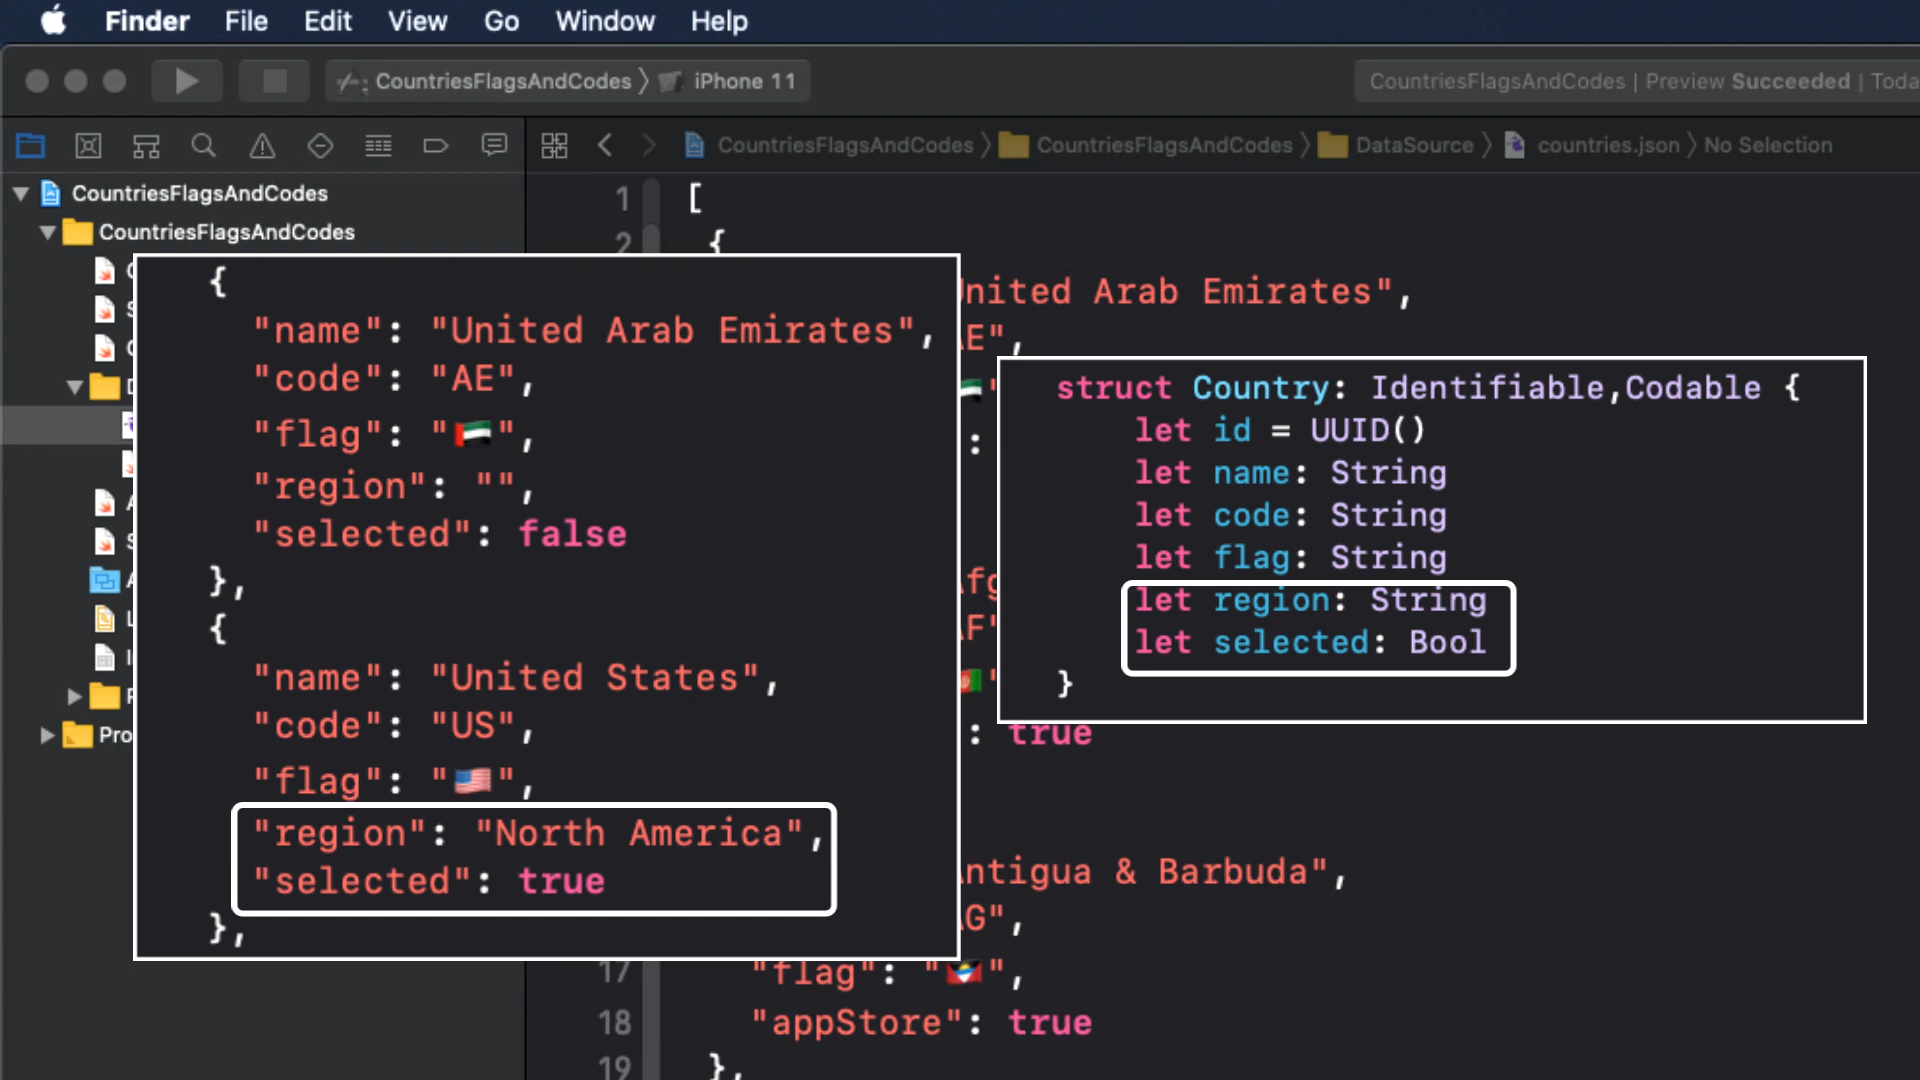 Finder File Edit View Go Window Help
CountriesFlagsAndCodes 〉 iPhone 11
CountriesFlagsAndCodes | Preview Succeeded | Toda
CountriesFlagsAndCodes 〉 CountriesFlagsAndCodes 〉 DataSource 〉 countries.json 〉 No Selection
CountriesFlagsAndCodes
CountriesFlagsAndCodes
Pro
1 [
2 {
United Arab Emirates",
AE",
{
"name": "United Arab Emirates",
"code": "AE",
"flag": "🇦🇪",
"region": "",
"selected": false
},
{
"name": "United States",
"code": "US",
"flag": "🇺🇸",
"region": "North America",
"selected": true
},
struct Country: Identifiable,Codable {
let id = UUID()
let name: String
let code: String
let flag: String
let region: String
let selected: Bool
}
: true
Antigua & Barbuda",
AG",
17 "flag": "🇦🇬",
18 "appStore": true
19 },